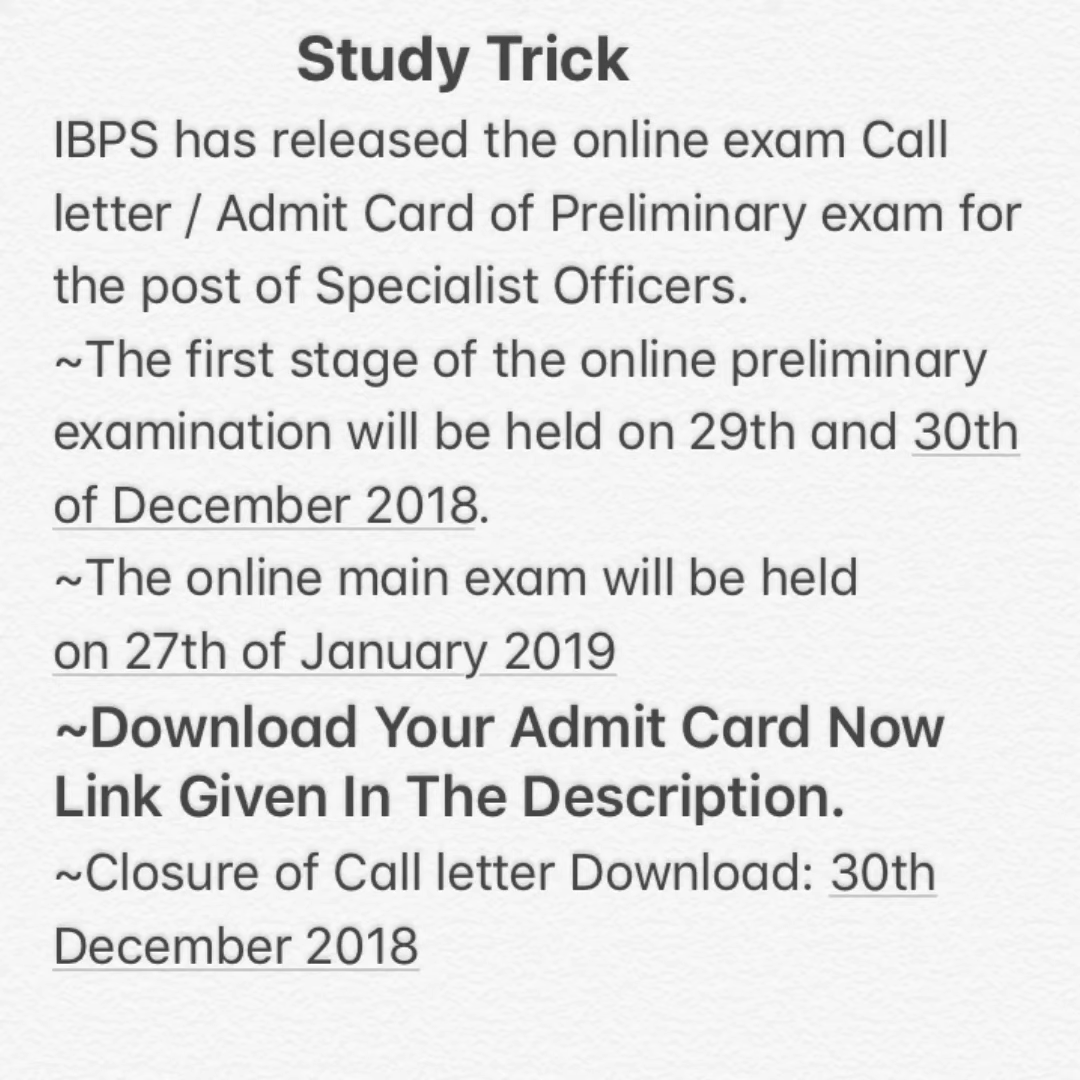 Study Trick
IBPS has released the online exam Call
letter / Admit Card of Preliminary exam for
the post of Specialist Officers.
~The first stage of the online preliminary
examination will be held on 29th and 30th
of December 2018.
~The online main exam will be held
on 27th of January 2019
~Download Your Admit Card Now
Link Given In The Description.
~Closure of Call letter Download: 30th
December 2018